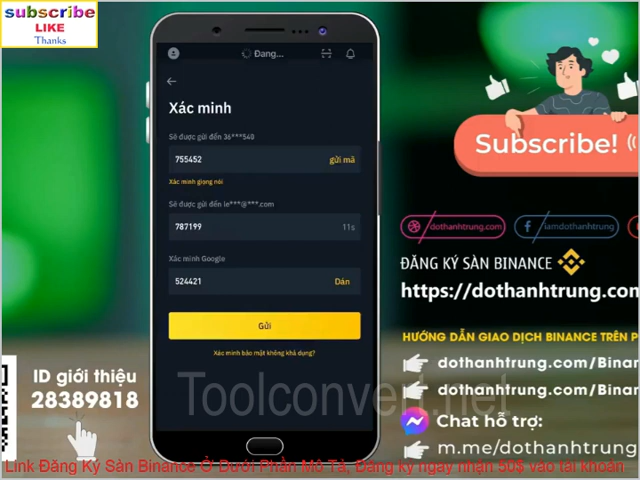 subscribe
LIKE
Thanks
Đang...
Xác minh
Sẽ được gửi đến 36***540
755452
gửi mã
Xác minh giọng nói
Sẽ được gửi đến le***@***.com
787199
11s
Xác minh Google
524421
Dán
Gửi
Xác minh bảo mật không khả dụng?
Subscribe!
dothanhtrung.com
iamdothanhtrung
ĐĂNG KÝ SÀN BINANCE
https://dothanhtrung.com
HƯỚNG DẪN GIAO DỊCH BINANCE TRÊN P
dothanhtrung.com/Binan
dothanhtrung.com/Binan
Chat hỗ trợ:
m.me/dothanhtrung
ID giới thiệu
28389818
Toolconvert.net
Link Đăng Ký Sàn Binance Ở Dưới Phần Mô Tả, Đăng ký ngay nhận 50$ vào tài khoản